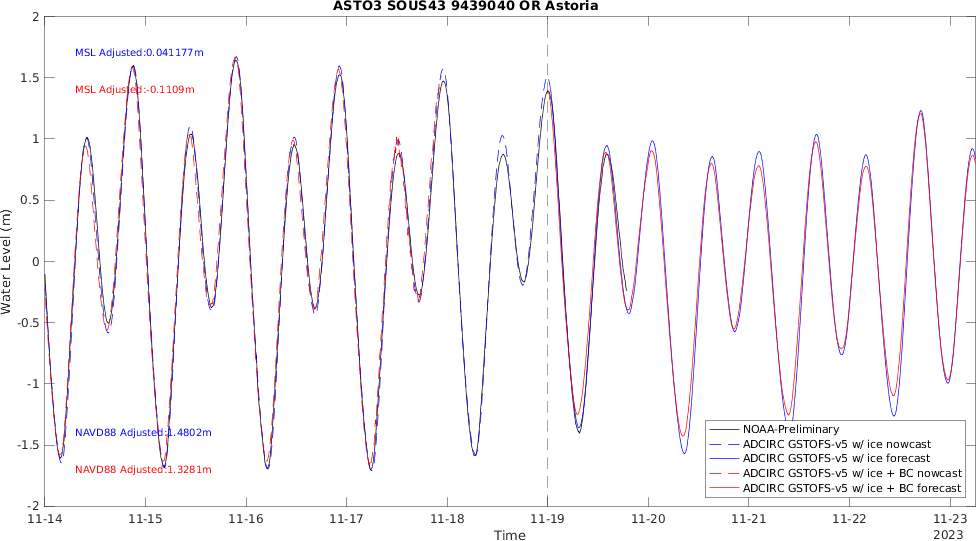 ASTO3 SOUS43 9439040 OR Astoria
MSL Adjusted:0.041177m
MSL Adjusted:-0.1109m
NAVD88 Adjusted:1.4802m
NAVD88 Adjusted:1.3281m
Water Level (m)
2
1.5
1
0.5
0
-0.5
-1
-1.5
-2
NOAA-Preliminary
ADCIRC GSTOFS-v5 w/ ice nowcast
ADCIRC GSTOFS-v5 w/ ice forecast
ADCIRC GSTOFS-v5 w/ ice + BC nowcast
ADCIRC GSTOFS-v5 w/ ice + BC forecast
11-14 11-15 11-16 11-17 11-18 11-19 11-20 11-21 11-22 11-23
Time
2023